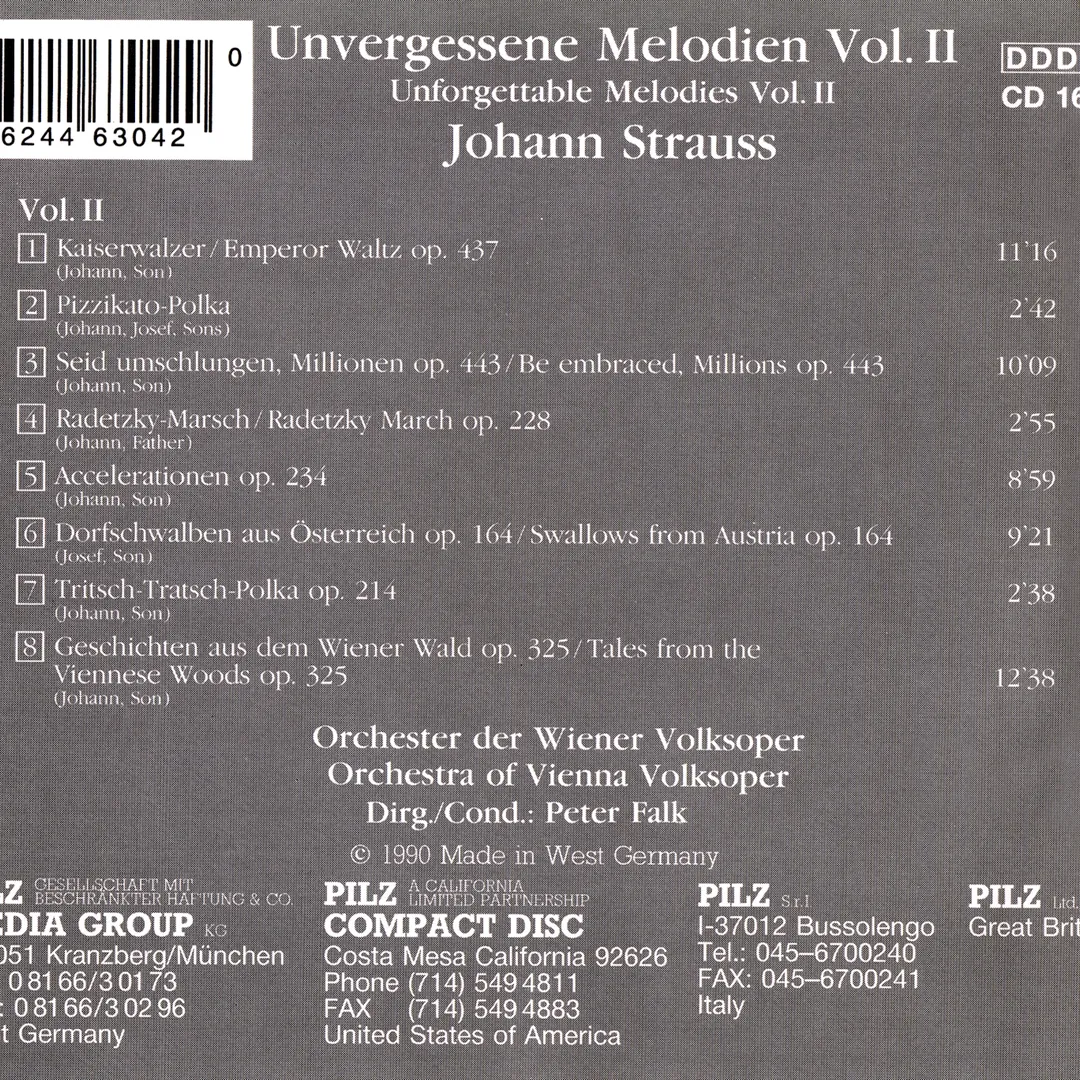 0
6244 63042
Unvergessene Melodien Vol. II
Unforgettable Melodies Vol. II
Johann Strauss
DDD
CD 16
Vol. II
1 Kaiserwalzer/Emperor Waltz op. 437 11'16
(Johann, Son)
2 Pizzikato-Polka 2'42
(Johann, Josef, Sons)
3 Seid umschlungen, Millionen op. 443/Be embraced, Millions op. 443 10'09
(Johann, Son)
4 Radetzky-Marsch/Radetzky March op. 228 2'55
(Johann, Father)
5 Accelerationen op. 234 8'59
(Johann, Son)
6 Dorfschwalben aus Österreich op. 164/Swallows from Austria op. 164 9'21
(Josef, Son)
7 Tritsch-Tratsch-Polka op. 214 2'38
(Johann, Son)
8 Geschichten aus dem Wiener Wald op. 325/Tales from the
Viennese Woods op. 325 12'38
(Johann, Son)
Orchester der Wiener Volksoper
Orchestra of Vienna Volksoper
Dirg./Cond.: Peter Falk
© 1990 Made in West Germany
LZ GESELLSCHAFT MIT
BESCHRÄNKTER HAFTUNG & CO.
EDIA GROUP KG
051 Kranzberg/München
0 81 66/3 01 73
: 0 81 66/3 02 96
t Germany
PILZ A CALIFORNIA
LIMITED PARTNERSHIP
COMPACT DISC
Costa Mesa California 92626
Phone (714) 549 4811
FAX (714) 549 4883
United States of America
PILZ S r.l
I-37012 Bussolengo
Tel.: 045–6700240
FAX: 045–6700241
Italy
PILZ Ltd.
Great Brit